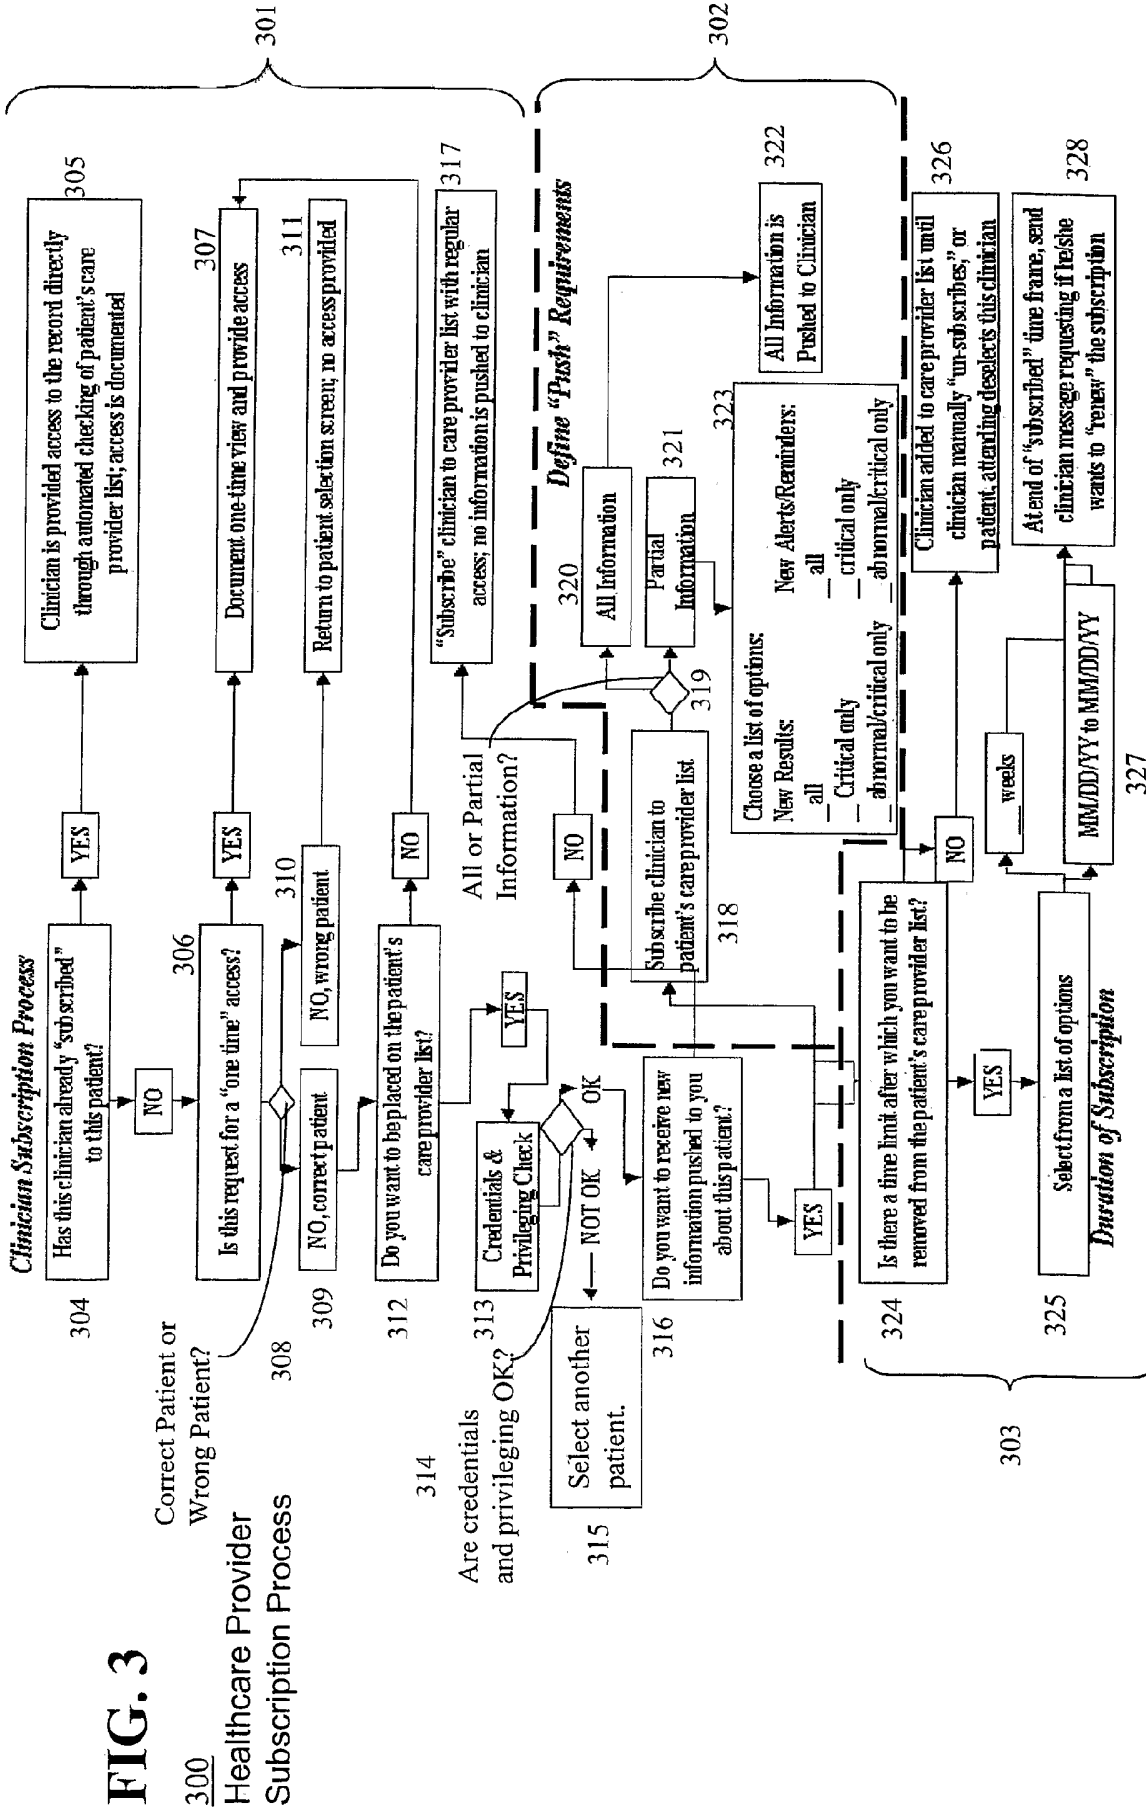 FIG. 3
300
Healthcare Provider
Subscription Process
Clinician Subscription Process
301
304
Has this clinician already "subscribed"
to this patient?
YES
Clinician is provided access to the record directly
through automated checking of patient's care
provider list; access is documented
305
NO
306
Is this request for a "one time" access?
YES
Document one-time view and provide access
307
Correct Patient or
Wrong Patient?
308
309
NO, correct patient
NO, wrong patient
310
Return to patient selection screen; no access provided
311
312
Do you want to be placed on the patient's
care provider list?
NO
YES
313
Credentials &
Privileging Check
314
Are credentials
and privileging OK?
OK
NOT OK
Select another
patient.
315
316
Do you want to receive new
information pushed to you
about this patient?
NO
"Subscribe" clinician to care provider list with regular
access; no information is pushed to clinician
317
YES
Define "Push" Requirements
302
Subscribe clinician to
patient's care provider list
318
All or Partial
Information?
319
320
All Information
Partial
Information
321
All Information is
Pushed to Clinician
322
323
Choose a list of options:
New Results:
_ all
_ Critical only
_ abnormal/critical only
New Alerts/Reminders:
_ all
_ critical only
_ abnormal/critical only
303
324
Is there a time limit after which you want to be
removed from the patient's care provider list?
NO
Clinician added to care provider list until
clinician manually "un-subscribes," or
patient, attending deselects this clinician
326
YES
325
Select from a list of options
Duration of Subscription
__ weeks
MM/DD/YY to MM/DD/YY
327
At end of "subscribed" time frame, send
clinician message requesting if he/she
wants to "renew" the subscription
328